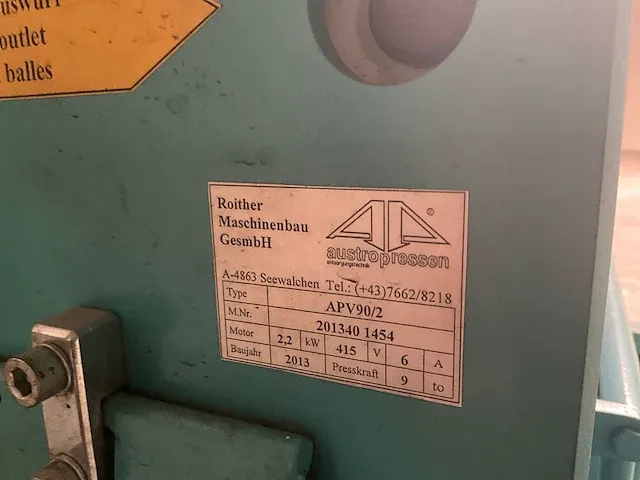 outlet
balles
Roither
Maschinenbau
GesmbH
®
austropressen
entsorgungstechnik
A-4863 Seewalchen Tel.: (+43)7662/8218
Type APV90/2
M.Nr. 201340 1454
Motor 2,2 kW 415 V 6 A
Baujahr 2013 Presskraft 9 to